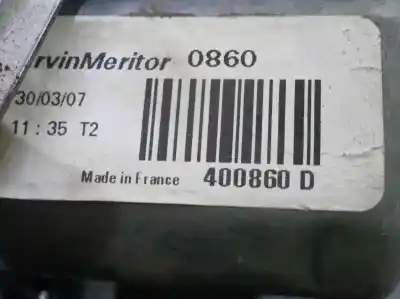 rvinMeritor 0860
30/03/07
11 : 35 T2
Made in France 400860 D